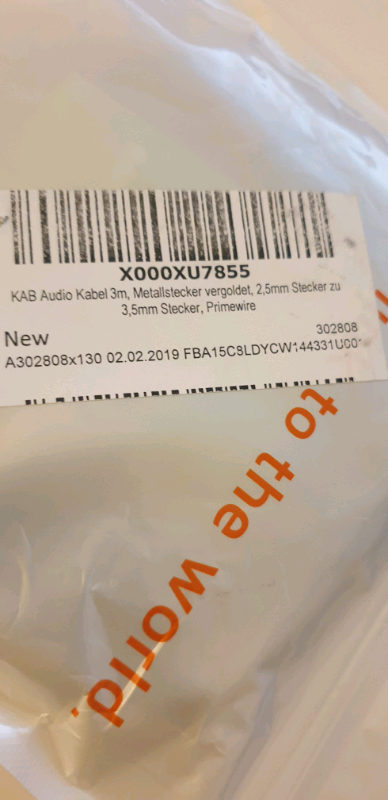 X000XU7855
KAB Audio Kabel 3m, Metallstecker vergoldet, 2,5mm Stecker zu
3,5mm Stecker, Primewire
New
302808
A302808x130 02.02.2019 FBA15C8LDYCW144331U001
to the world.